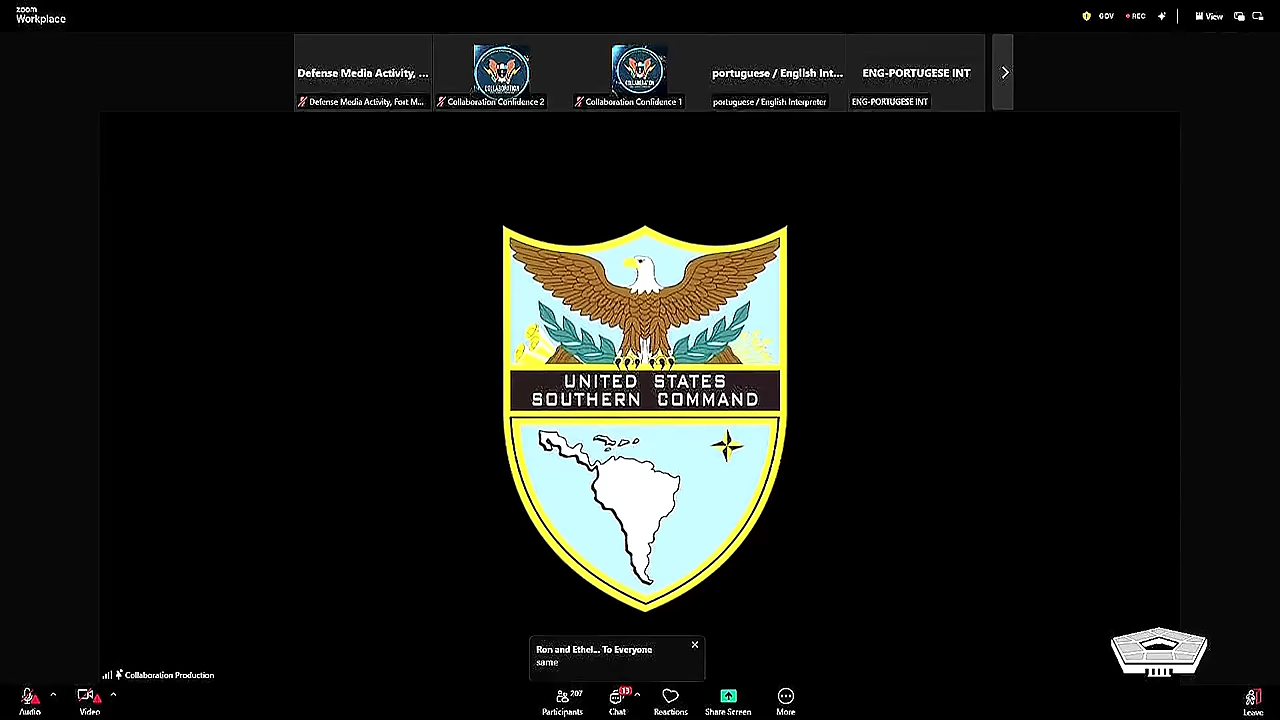 zoom
Workplace
GOV
REC
View
Defense Media Activity, ...
portuguese / English Int...
ENG-PORTUGESE INT
Defense Media Activity, Fort M...
Collaboration Confidence 2
Collaboration Confidence 1
portuguese / English Interpreter
ENG-PORTUGESE INT
UNITED STATES
SOUTHERN COMMAND
Ron and Ethel... To Everyone
same
Collaboration Production
Audio
Video
207
Participants
13
Chat
Reactions
Share Screen
More
Leave